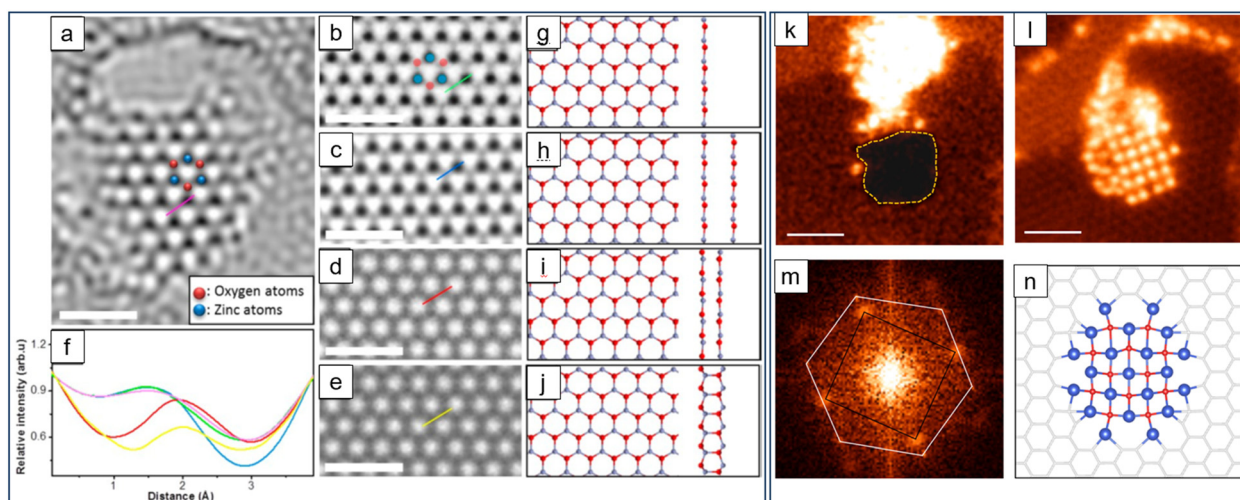 a
: Oxygen atoms
: Zinc atoms
b
c
d
e
f
Relative intensity (arb.u)
1.2
0.9
0.6
1
2
3
Distance (Å)
g
h
i
j
k
l
m
n